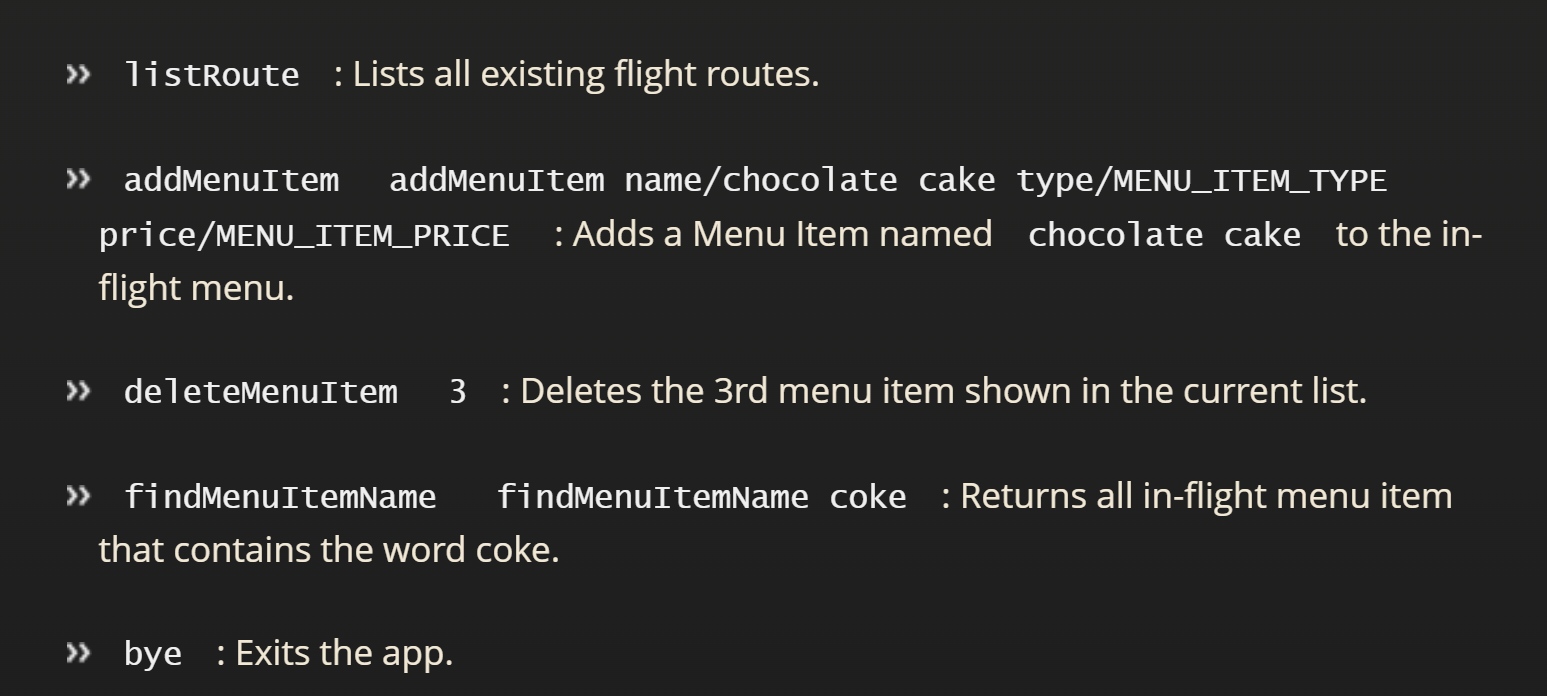 » listRoute : Lists all existing flight routes.
» addMenuItem addMenuItem name/chocolate cake type/MENU_ITEM_TYPE
price/MENU_ITEM_PRICE : Adds a Menu Item named chocolate cake to the in-
flight menu.
» deleteMenuItem 3 : Deletes the 3rd menu item shown in the current list.
» findMenuItemName findMenuItemName coke : Returns all in-flight menu item
that contains the word coke.
» bye : Exits the app.